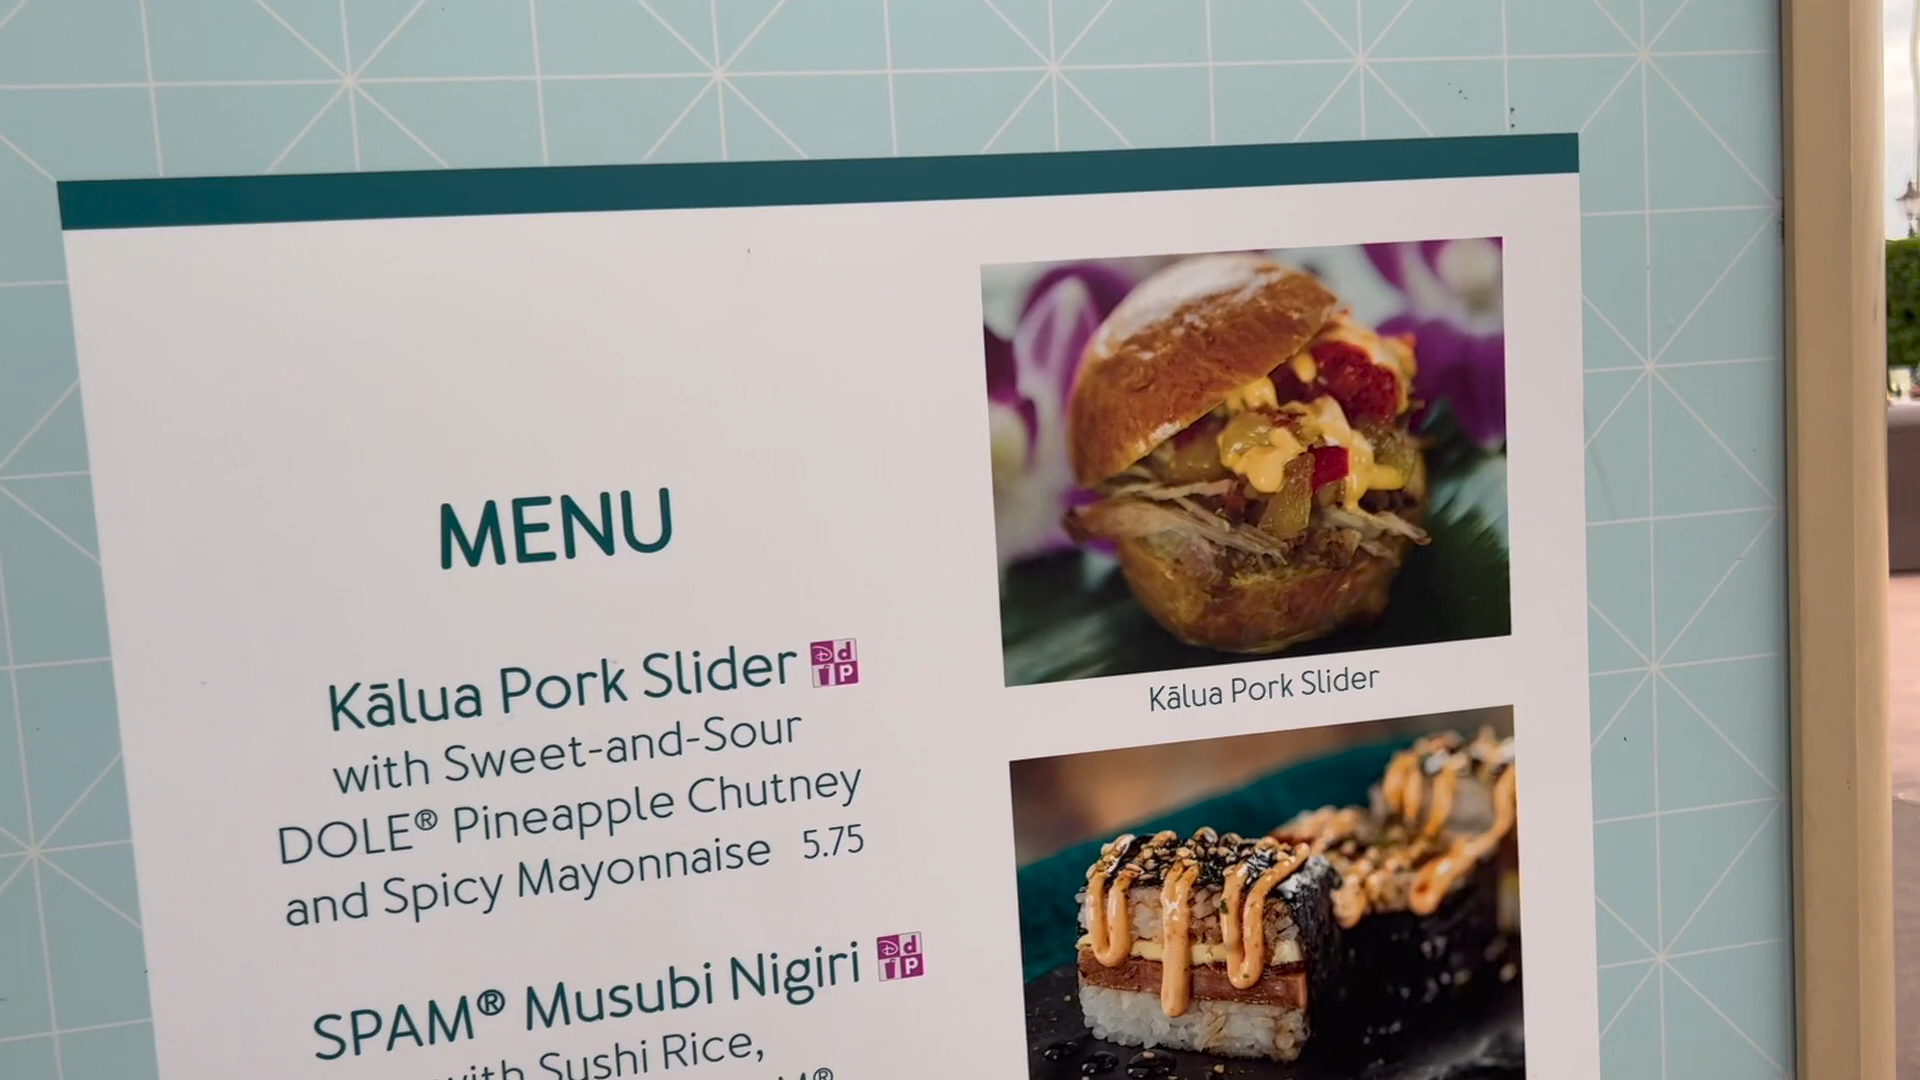 MENU
Kālua Pork Slider
with Sweet-and-Sour
DOLE® Pineapple Chutney
and Spicy Mayonnaise 5.75
SPAM® Musubi Nigiri
with Sushi Rice,
Kālua Pork Slider